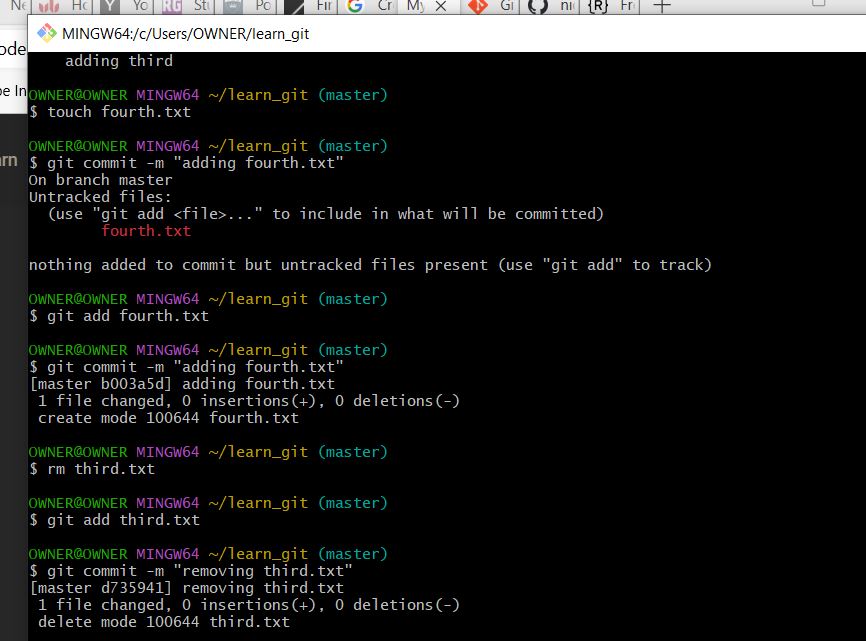 Ne Ho Yo Stu Po Fir Cr My Gi nic {R} Fr
MINGW64:/c/Users/OWNER/learn_git
ode
adding third
be In
OWNER@OWNER MINGW64 ~/learn_git (master)
$ touch fourth.txt
OWNER@OWNER MINGW64 ~/learn_git (master)
arn
$ git commit -m "adding fourth.txt"
On branch master
Untracked files:
(use "git add <file>..." to include in what will be committed)
fourth.txt
nothing added to commit but untracked files present (use "git add" to track)
OWNER@OWNER MINGW64 ~/learn_git (master)
$ git add fourth.txt
OWNER@OWNER MINGW64 ~/learn_git (master)
$ git commit -m "adding fourth.txt"
[master b003a5d] adding fourth.txt
1 file changed, 0 insertions(+), 0 deletions(-)
create mode 100644 fourth.txt
OWNER@OWNER MINGW64 ~/learn_git (master)
$ rm third.txt
OWNER@OWNER MINGW64 ~/learn_git (master)
$ git add third.txt
OWNER@OWNER MINGW64 ~/learn_git (master)
$ git commit -m "removing third.txt"
[master d735941] removing third.txt
1 file changed, 0 insertions(+), 0 deletions(-)
delete mode 100644 third.txt